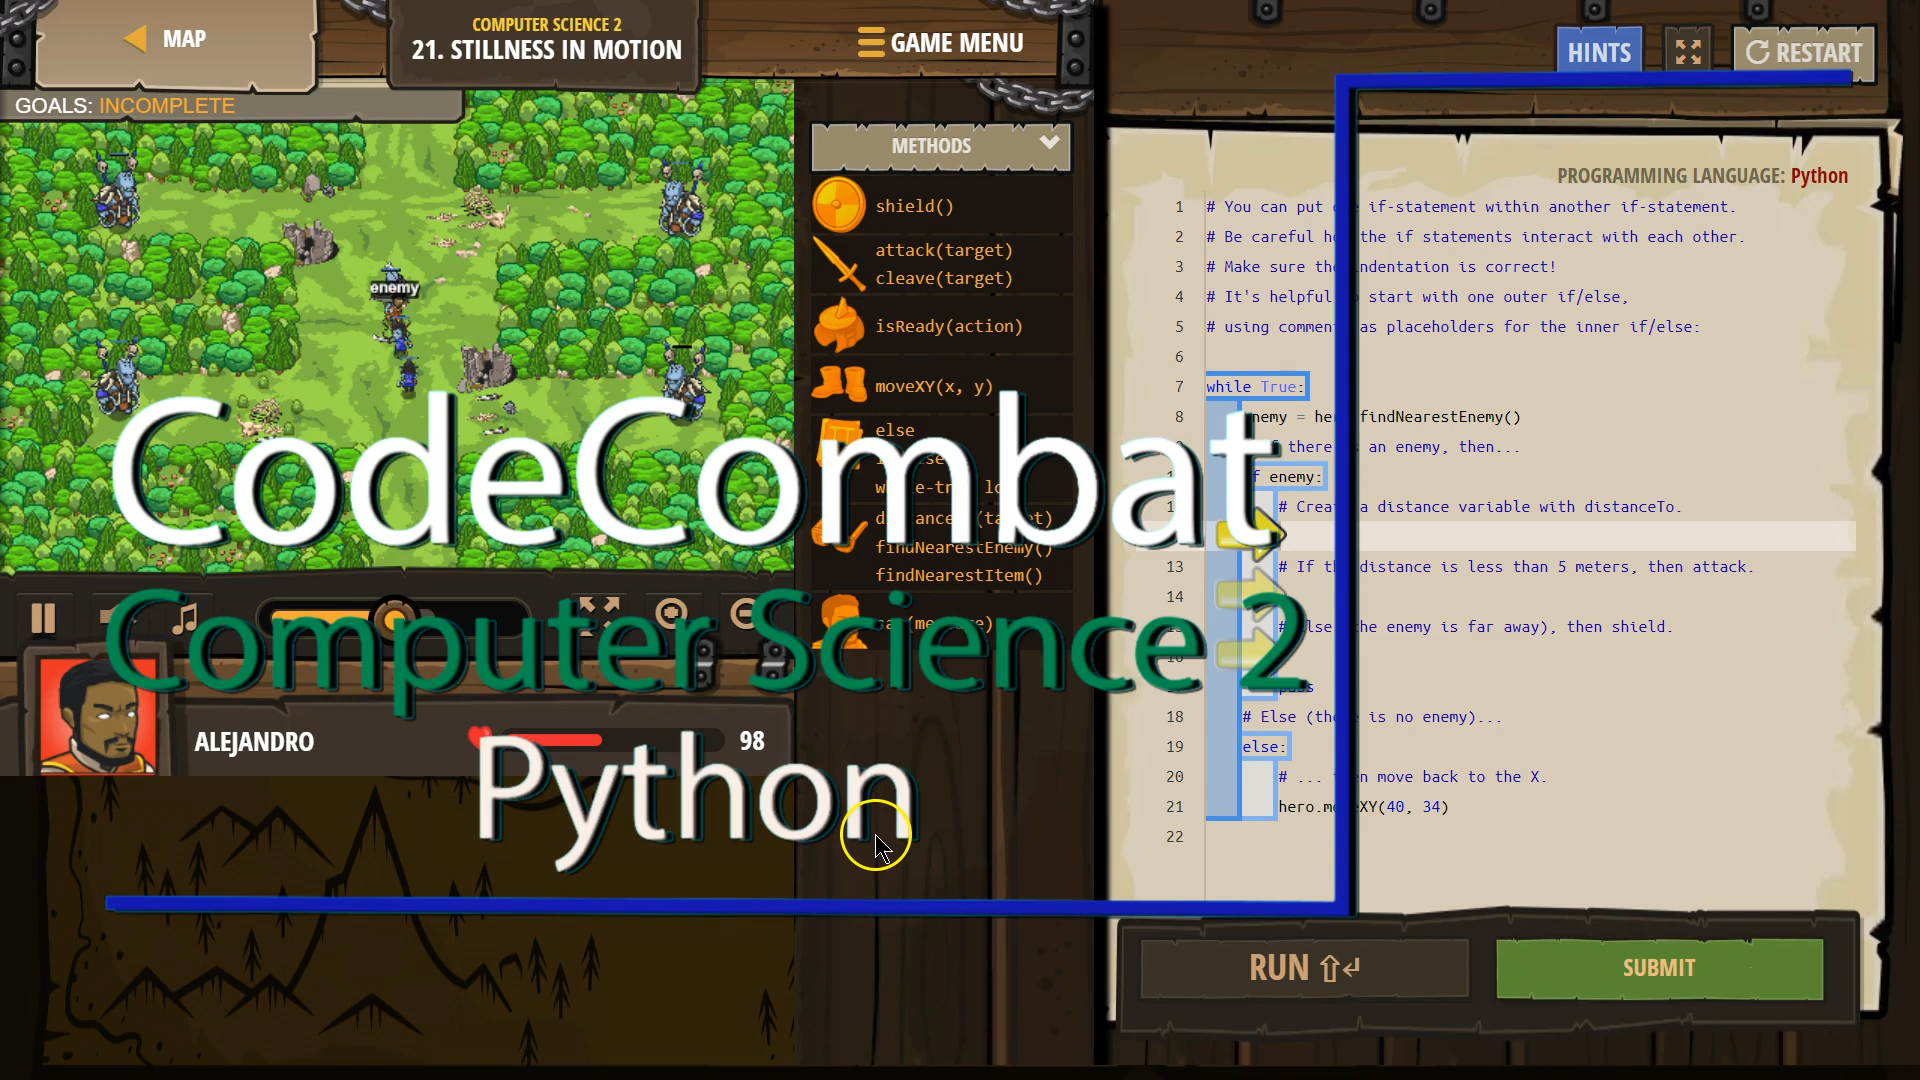 MAP
COMPUTER SCIENCE 2
21. STILLNESS IN MOTION
GAME MENU
HINTS
RESTART
GOALS: INCOMPLETE
enemy
METHODS
shield()
attack(target)
cleave(target)
isReady(action)
moveXY(x, y)
else
findNearestEnemy()
findNearestItem()
ALEJANDRO
98
CodeCombat
Computer Science 2
Python
PROGRAMMING LANGUAGE: Python
1 # You can put if-statement within another if-statement.
2 # Be careful the if statements interact with each other.
3 # Make sure indentation is correct!
4 # It's helpful start with one outer if/else,
5 # using as placeholders for the inner if/else:
6
7 while True:
8 = findNearestEnemy()
there an enemy, then...
enemy:
# a distance variable with distanceTo.
13 # If distance is less than 5 meters, then attack.
14
the enemy is far away), then shield.
16
18 # Else ( is no enemy)...
19 else:
20 # ... move back to the X.
21 XY(40, 34)
22
RUN
SUBMIT